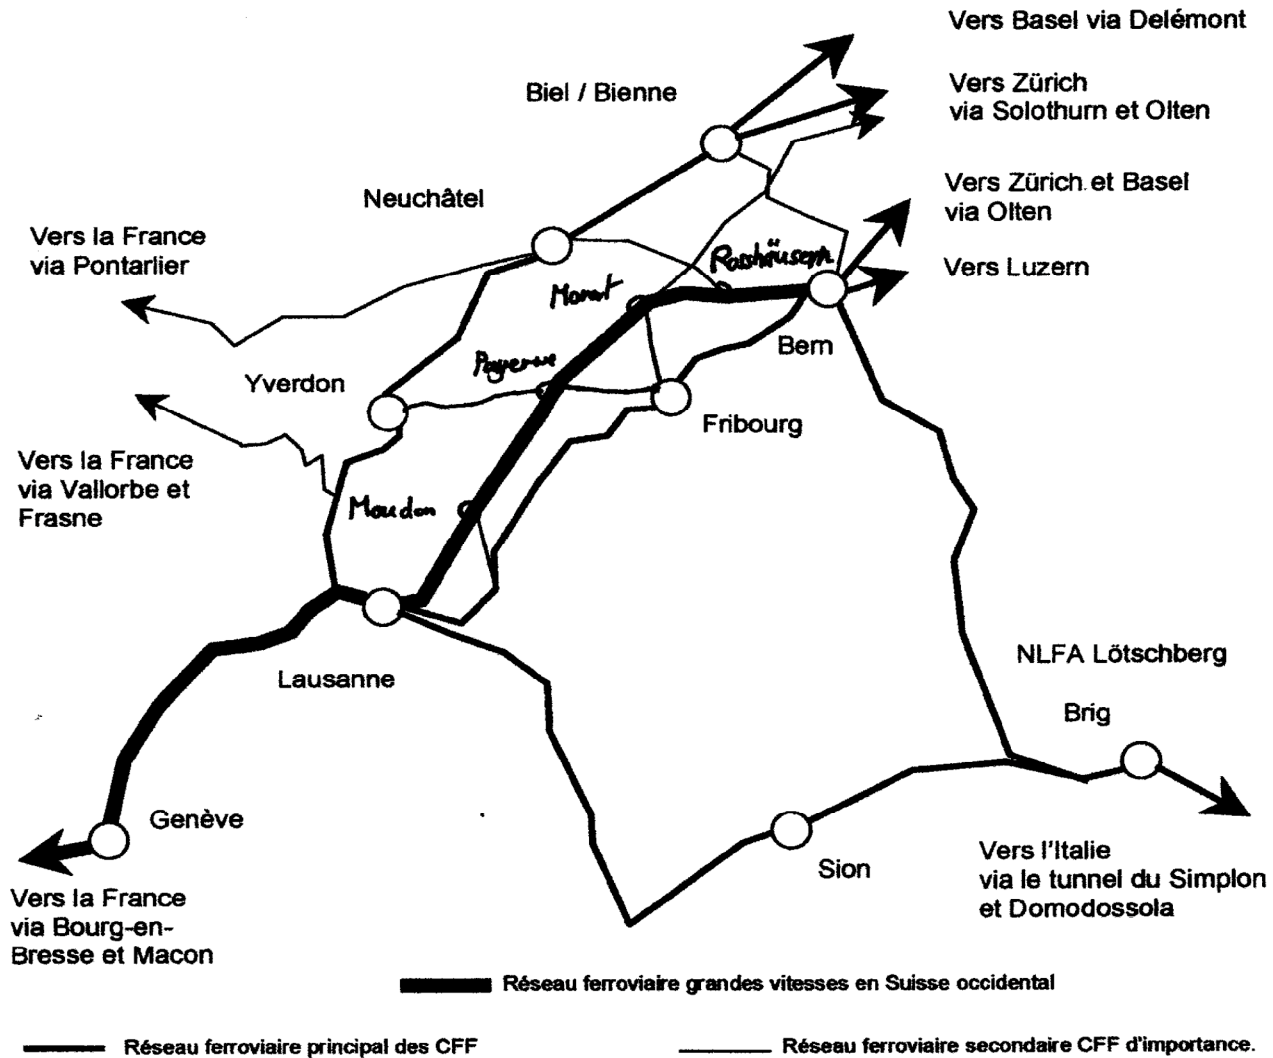 Vers Basel via Delémont
Biel / Bienne
Vers Zürich
via Solothurn et Olten
Neuchâtel
Vers Zürich et Basel
via Olten
Vers la France
via Pontarlier
Rosshäusern
Vers Luzern
Morat
Bern
Payerne
Yverdon
Fribourg
Vers la France
via Vallorbe et
Frasne
Moudon
NLFA Lötschberg
Lausanne
Brig
Genève
Vers l'Italie
via le tunnel du Simplon
et Domodossola
Sion
Vers la France
via Bourg-en-
Bresse et Macon
Réseau ferroviaire grandes vitesses en Suisse occidental
Réseau ferroviaire principal des CFF
Réseau ferroviaire secondaire CFF d'importance.